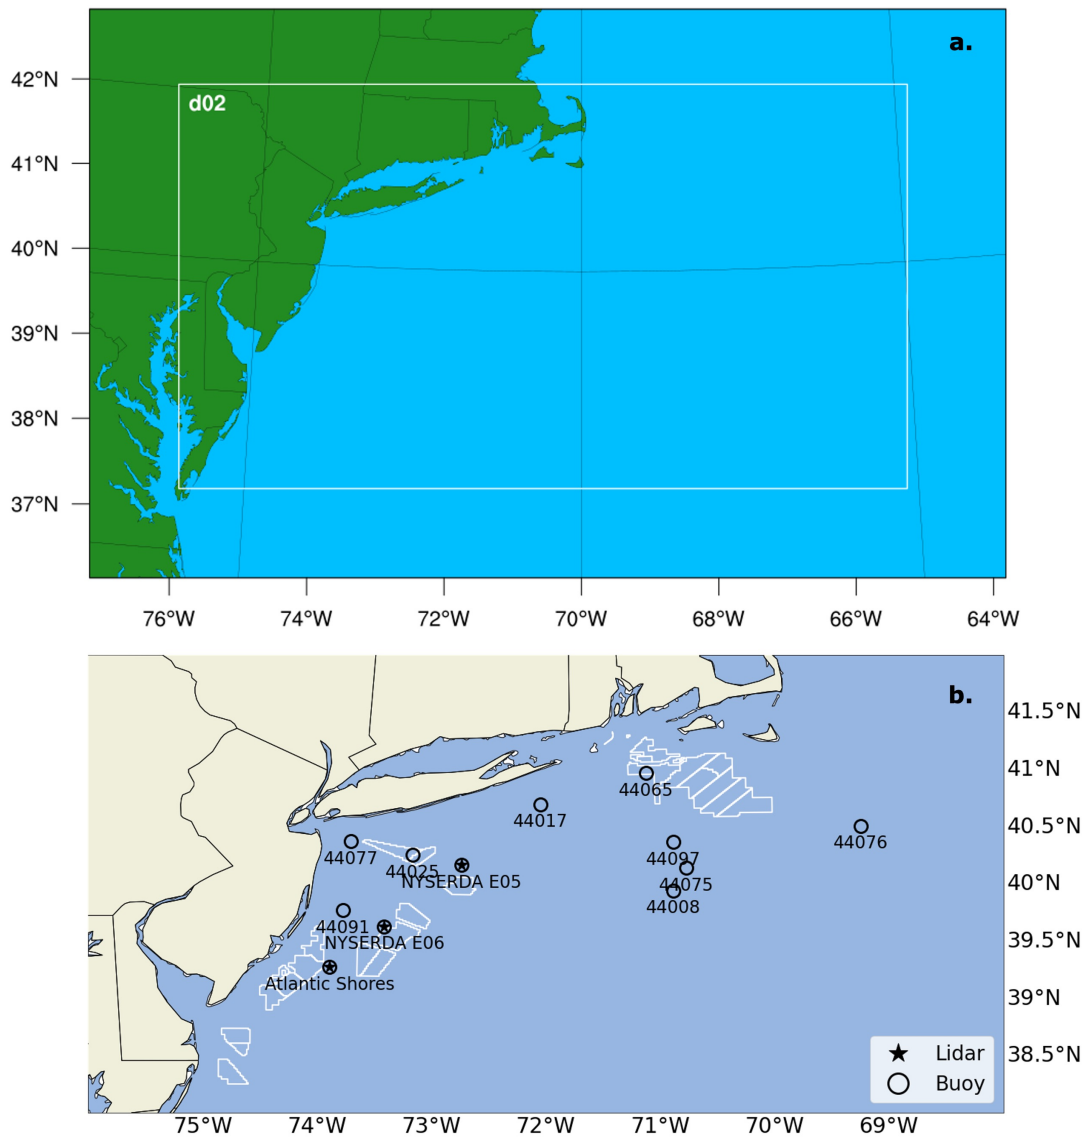 a.
42°N
d02
41°N
40°N
39°N
38°N
37°N
76°W
74°W
72°W
70°W
68°W
66°W
64°W
b.
41.5°N
41°N
44065
44017
40.5°N
44077
44097
44076
44025
44075
NYSERDA E05
40°N
44008
44091
NYSERDA E06
39.5°N
Atlantic Shores
39°N
38.5°N
Lidar
Buoy
75°W
74°W
73°W
72°W
71°W
70°W
69°W